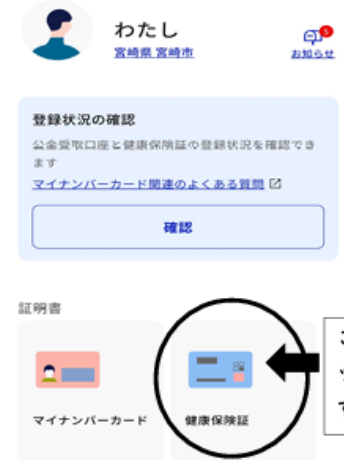 わたし
宮崎県 宮崎市
5
お知らせ
登録状況の確認
公金受取口座と健康保険証の登録状況を確認でき
ます
マイナンバーカード関連のよくある質問
確認
証明書
マイナンバーカード
健康保険証